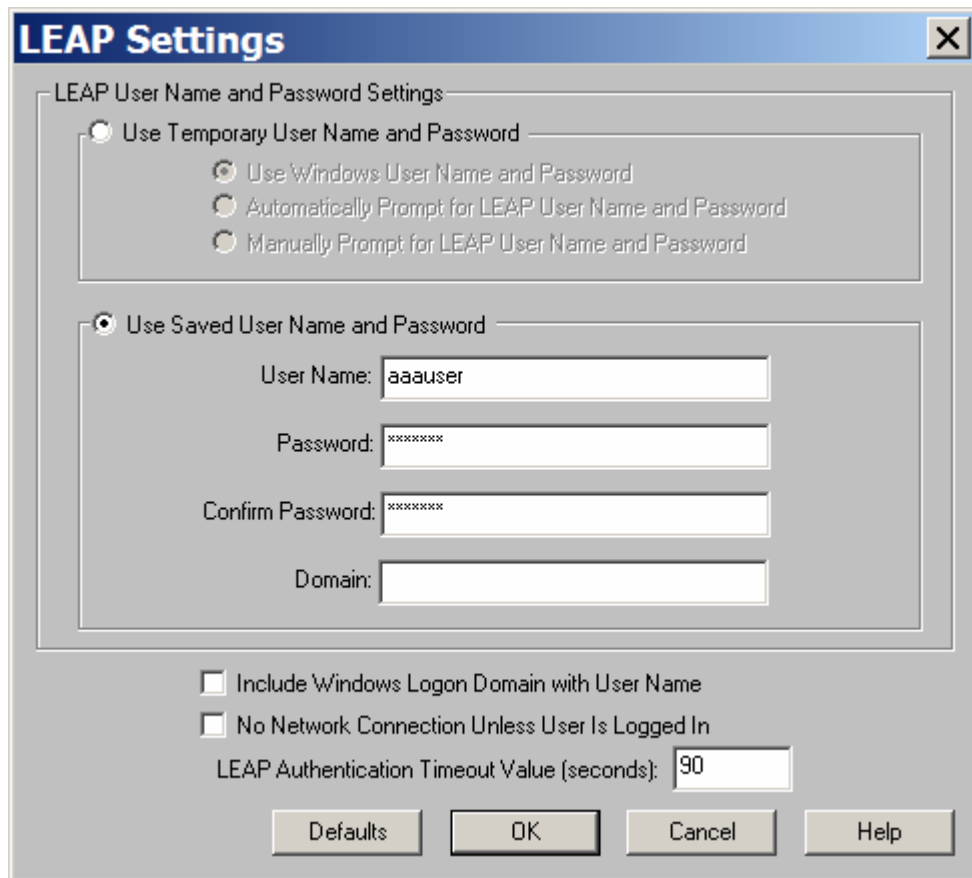 LEAP Settings
LEAP User Name and Password Settings
Use Temporary User Name and Password
Use Windows User Name and Password
Automatically Prompt for LEAP User Name and Password
Manually Prompt for LEAP User Name and Password
Use Saved User Name and Password
User Name: aaauser
Password: *******
Confirm Password: *******
Domain:
Include Windows Logon Domain with User Name
No Network Connection Unless User Is Logged In
LEAP Authentication Timeout Value (seconds): 90
Defaults OK Cancel Help